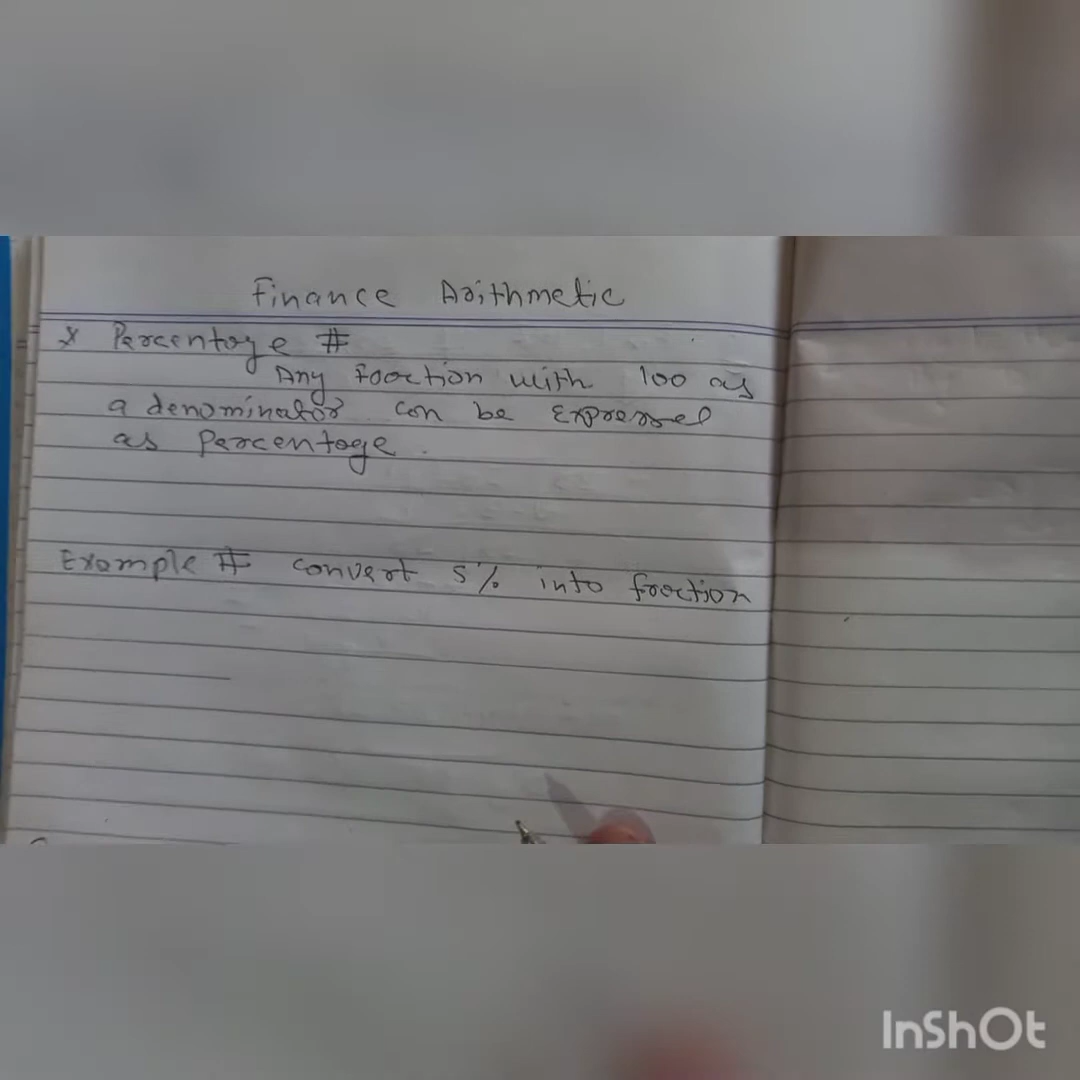 Finance Arithmetic
* Percentage #
Any fraction with 100 as
a denominator can be expressed
as percentage.
Example # convert 5% into fraction
InShOt